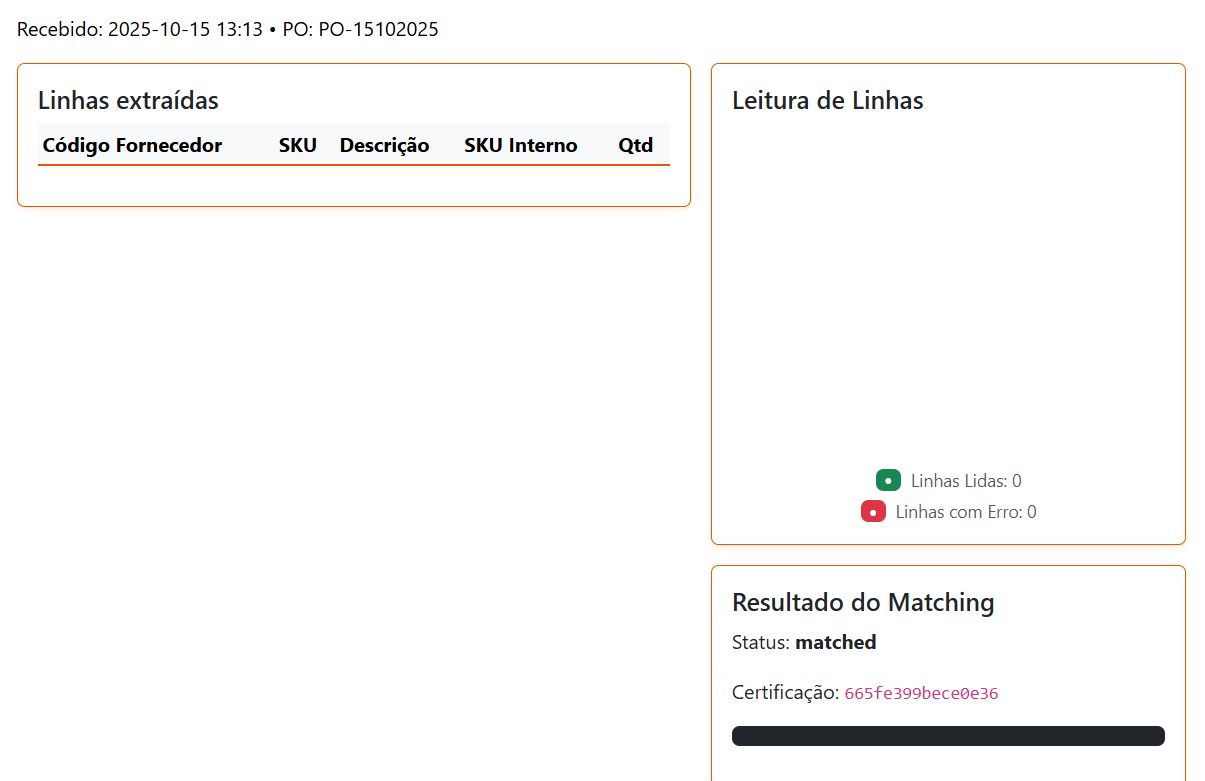 Recebido: 2025-10-15 13:13 • PO: PO-15102025
Linhas extraídas
Código Fornecedor SKU Descrição SKU Interno Qtd
Leitura de Linhas
Linhas Lidas: 0
Linhas com Erro: 0
Resultado do Matching
Status: matched
Certificação: 665fe399bece0e36